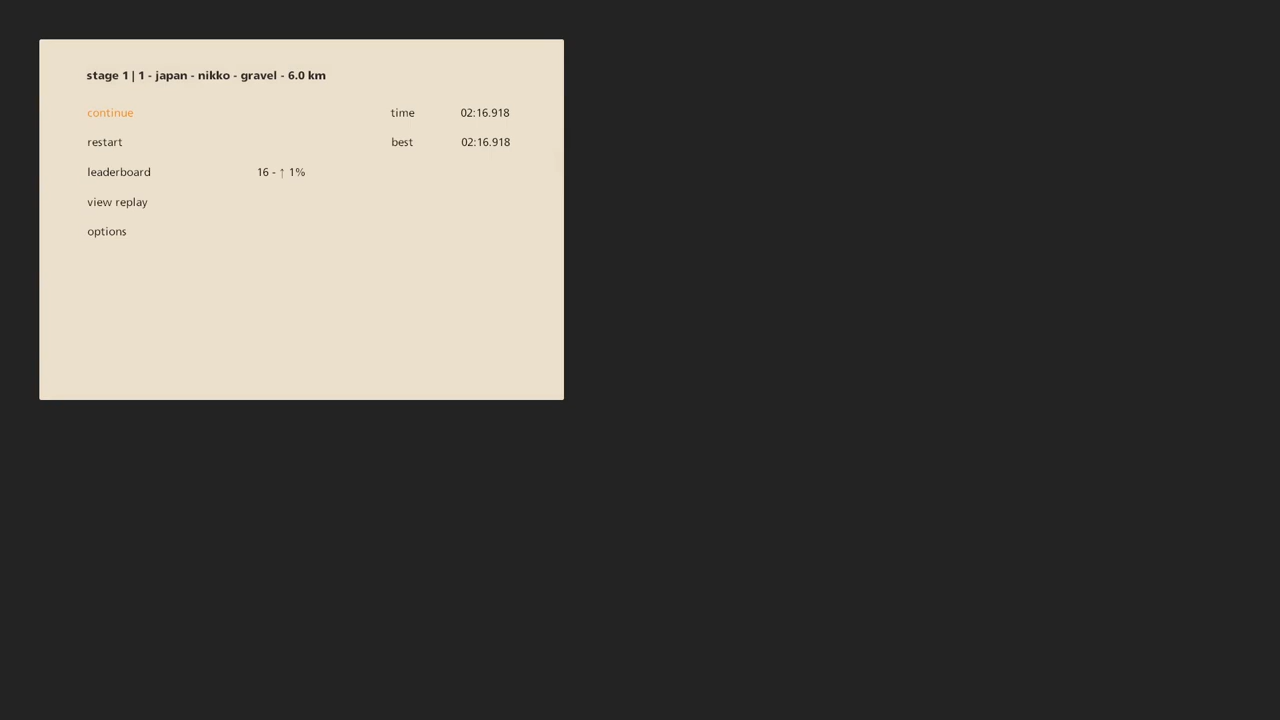 stage 1 | 1 - japan - nikko - gravel - 6.0 km
continue time 02:16.918
restart best 02:16.918
leaderboard 16 - ↑ 1%
view replay
options